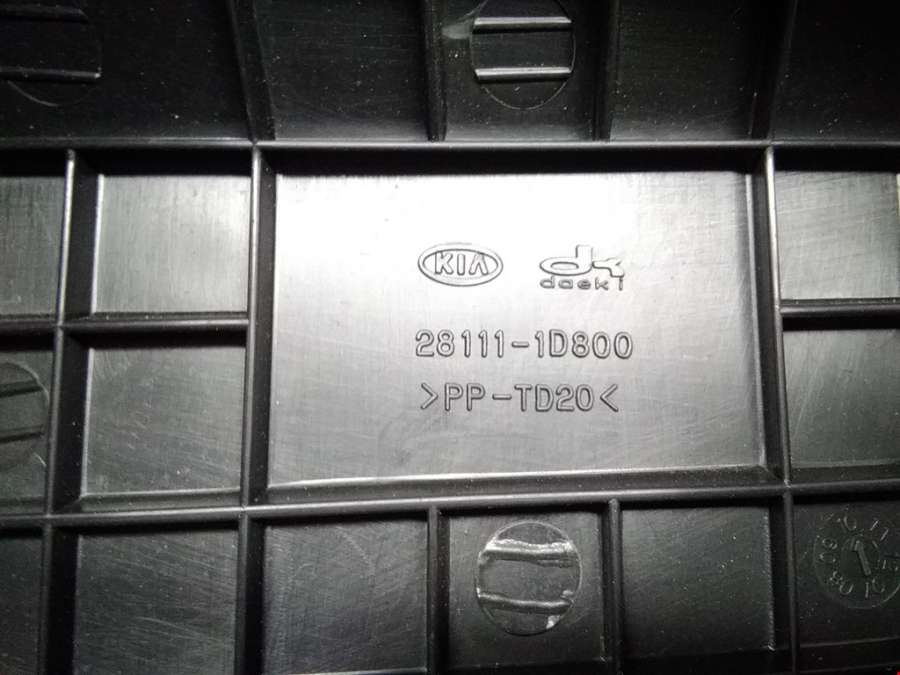 KIA
daeki
28111-1D800
>PP-TD20<